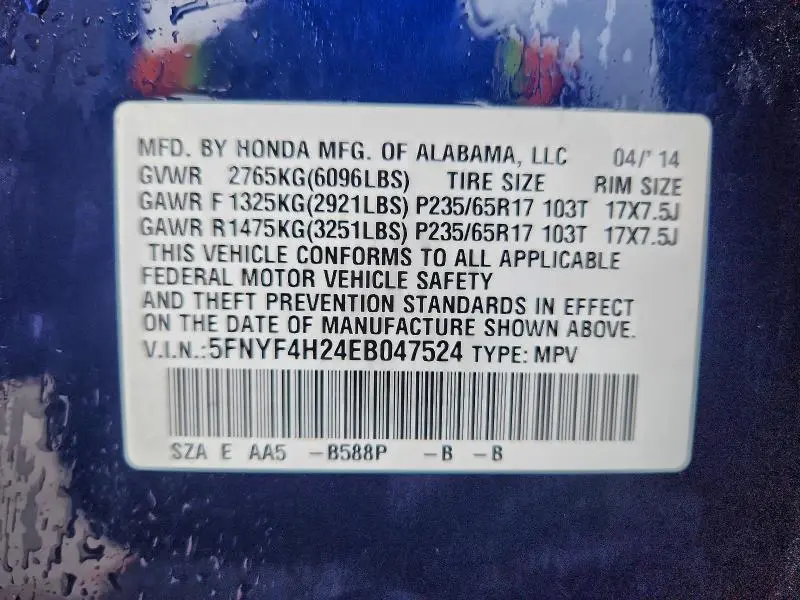 MFD. BY HONDA MFG. OF ALABAMA, LLC 04/' 14
GVWR 2765KG(6096LBS) TIRE SIZE RIM SIZE
GAWR F 1325KG(2921LBS) P235/65R17 103T 17X7.5J
GAWR R1475KG(3251LBS) P235/65R17 103T 17X7.5J
THIS VEHICLE CONFORMS TO ALL APPLICABLE
FEDERAL MOTOR VEHICLE SAFETY
AND THEFT PREVENTION STANDARDS IN EFFECT
ON THE DATE OF MANUFACTURE SHOWN ABOVE.
V.I.N.:5FNYF4H24EB047524 TYPE: MPV
SZA E AA5 -B588P -B -B